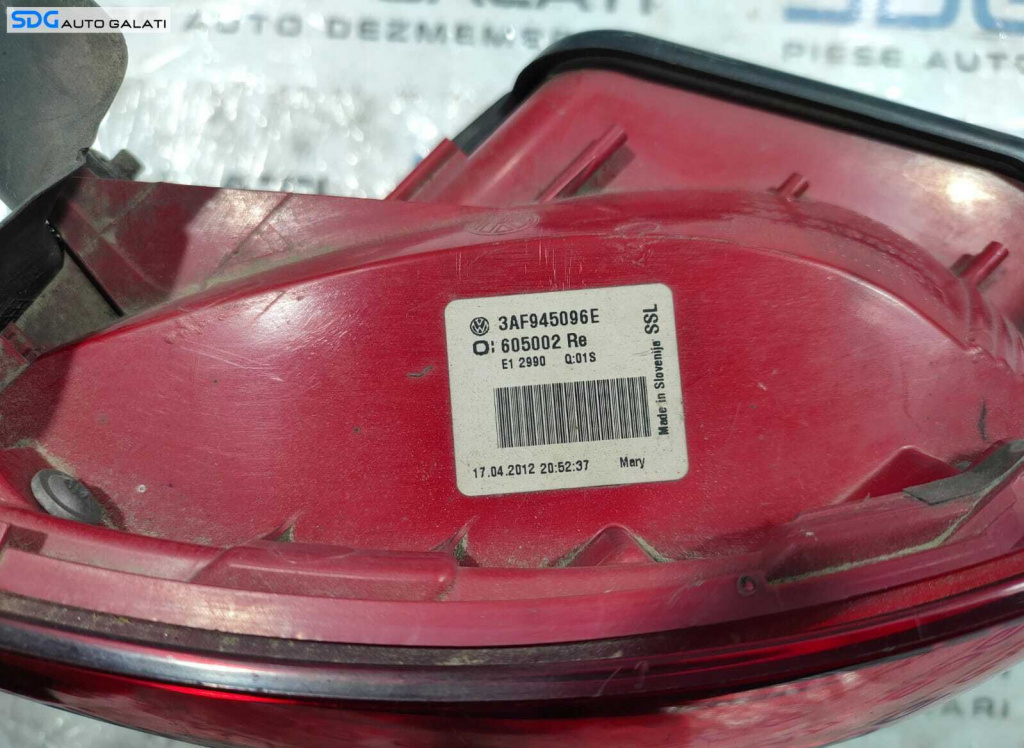 SDG AUTO GALATI
AUTO DEZMEMB
PIESE AUTO
3AF945096E
O: 605002 Re
E1 2990 Q:01S
Made in Slovenija SSL
17.04.2012 20:52:37 Mary